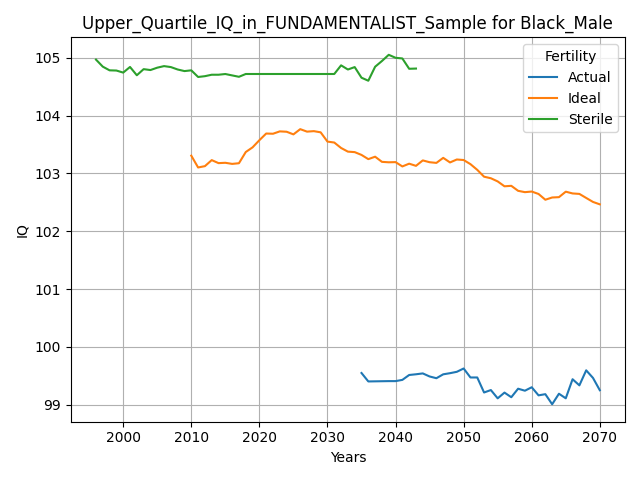 Upper_Quartile_IQ_in_FUNDAMENTALIST_Sample for Black_Male
Fertility
Actual
Ideal
Sterile
105
104
103
102
101
100
99
IQ
2000 2010 2020 2030 2040 2050 2060 2070
Years